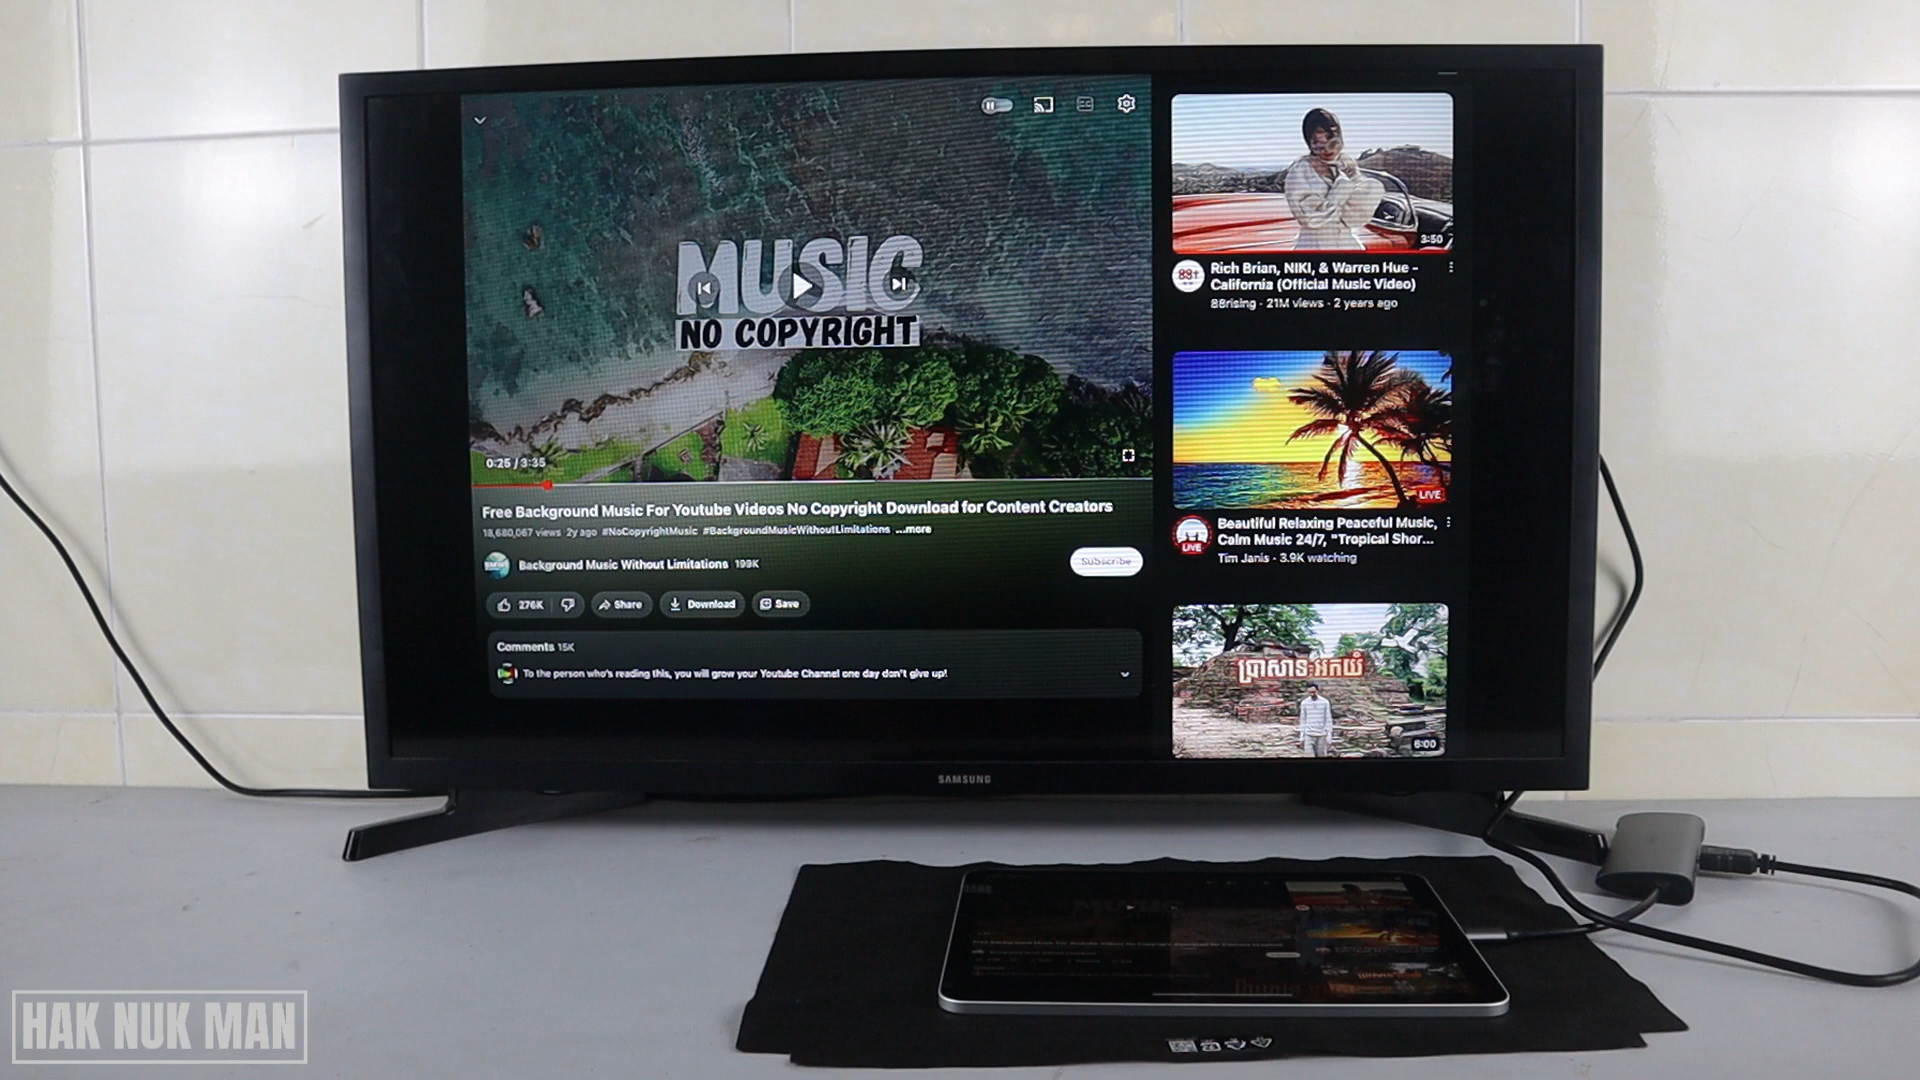 MUSIC
NO COPYRIGHT
0:25 / 3:35
Free Background Music For Youtube Videos No Copyright Download for Content Creators
18,680,067 views 2y ago #NoCopyrightMusic #BackgroundMusicWithoutLimitations ...more
Background Music Without Limitations 199K
Subscribe
276K
Share
Download
Save
Comments 15K
To the person who's reading this, you will grow your Youtube Channel one day don't give up!
3:50
88↑
Rich Brian, NIKI, & Warren Hue -
California (Official Music Video)
88rising · 21M views · 2 years ago
LIVE
LIVE
Beautiful Relaxing Peaceful Music,
Calm Music 24/7, "Tropical Shor...
Tim Janis · 3.9K watching
ប្រាសាទអកយំ
6:00
SAMSUNG
HAK NUK MAN